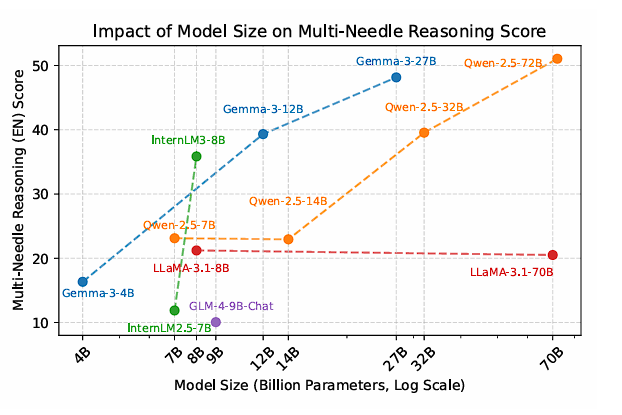 Impact of Model Size on Multi-Needle Reasoning Score
Multi-Needle Reasoning (EN) Score
50
40
30
20
10
Gemma-3-27B
Qwen-2.5-72B
Gemma-3-12B
Qwen-2.5-32B
InternLM3-8B
Qwen-2.5-14B
Qwen-2.5-7B
LLaMA-3.1-8B
LLaMA-3.1-70B
Gemma-3-4B
GLM-4-9B-Chat
InternLM2.5-7B
4B
7B
8B
9B
12B
14B
27B
32B
70B
Model Size (Billion Parameters, Log Scale)